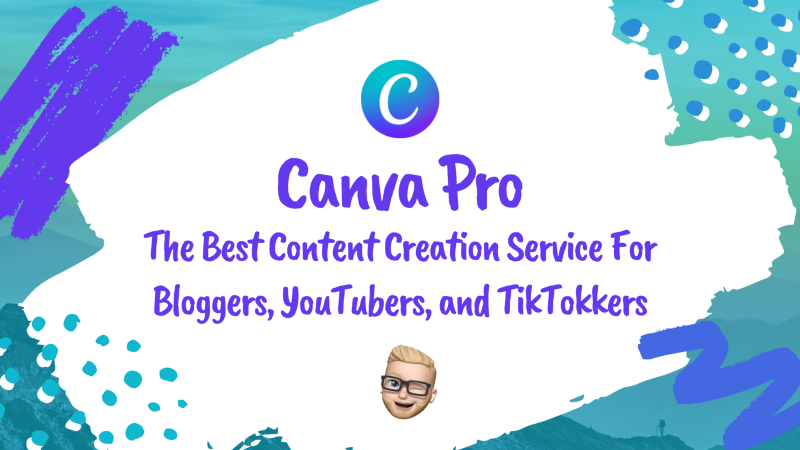 C
Canva Pro
The Best Content Creation Service For
Bloggers, YouTubers, and TikTokkers